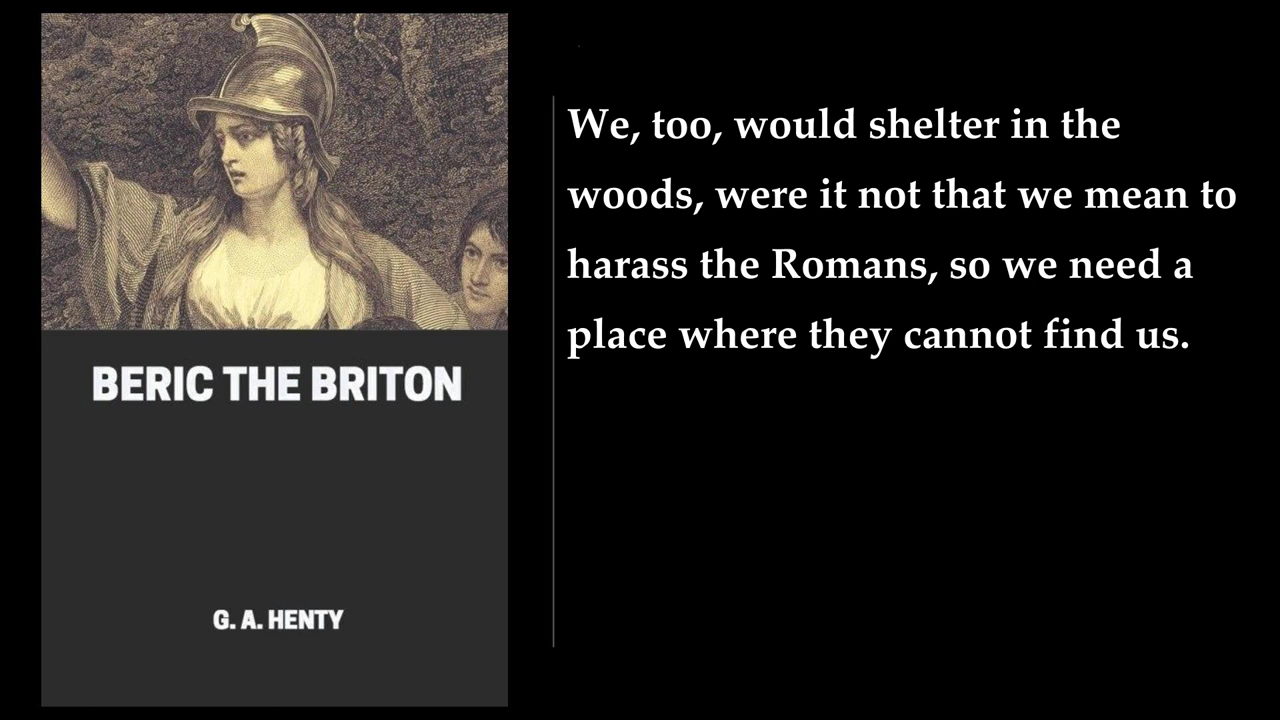 We, too, would shelter in the
woods, were it not that we mean to
harass the Romans, so we need a
place where they cannot find us.
BERIC THE BRITON
G. A. HENTY